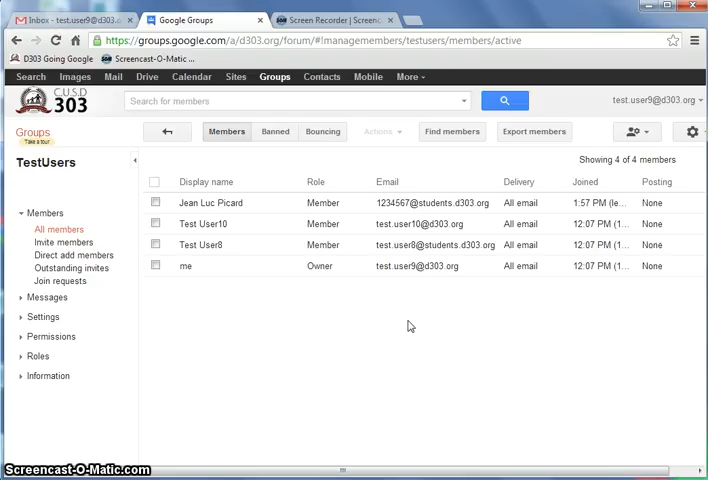 Inbox - test.user9@d303.o
Google Groups
Screen Recorder | Screenc
https://groups.google.com/a/d303.org/forum/#!managemembers/testusers/members/active
D303 Going Google
Screencast-O-Matic ...
Search Images Mail Drive Calendar Sites Groups Contacts Mobile More
C.U.S.D
303
Search for members
test.user9@d303.org
Groups
Take a tour
Members Banned Bouncing Actions Find members Export members
TestUsers
Showing 4 of 4 members
Display name Role Email Delivery Joined Posting
Jean Luc Picard Member 1234567@students.d303.org All email 1:57 PM (le... None
Test User10 Member test.user10@d303.org All email 12:07 PM (1... None
Test User8 Member test.user8@students.d303.org All email 12:07 PM (1... None
me Owner test.user9@d303.org All email 12:07 PM (1... None
Members
All members
Invite members
Direct add members
Outstanding invites
Join requests
Messages
Settings
Permissions
Roles
Information
Screencast-O-Matic.com